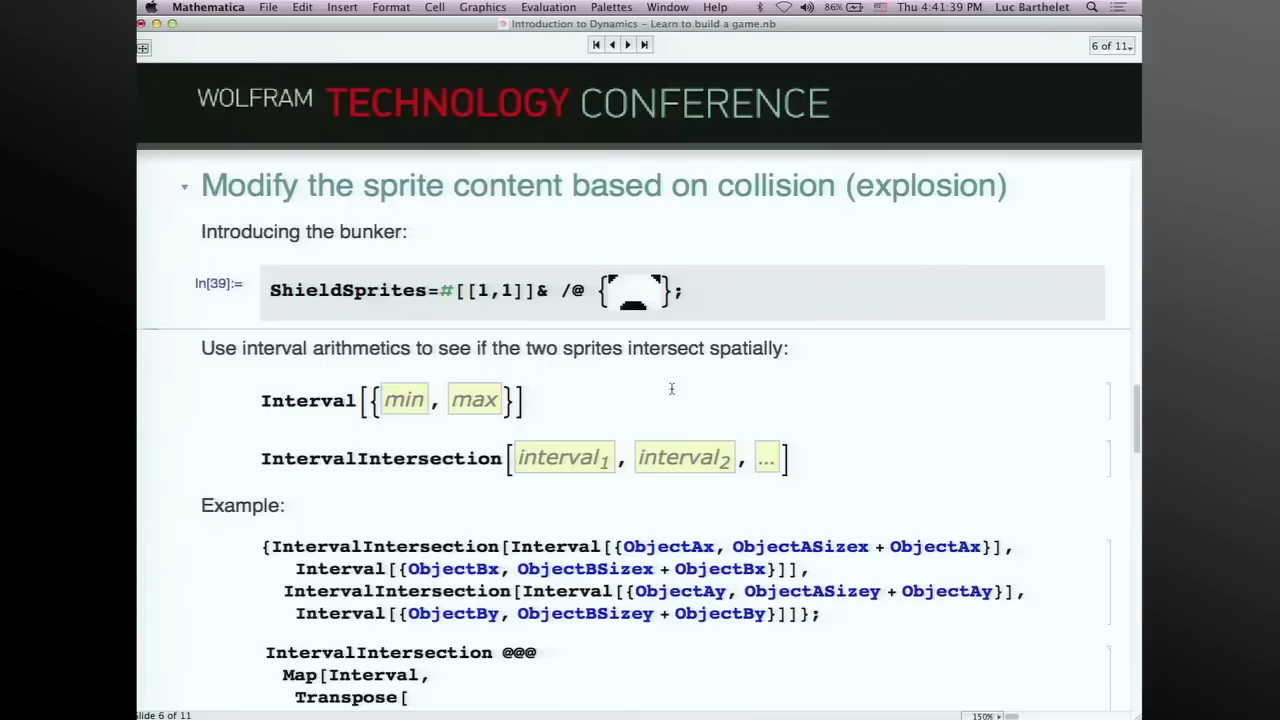 Mathematica File Edit Insert Format Cell Graphics Evaluation Palettes Window Help 86% Thu 4:41:39 PM Luc Barthelet
Introduction to Dynamics – Learn to build a game.nb
6 of 11
WOLFRAM TECHNOLOGY CONFERENCE
Modify the sprite content based on collision (explosion)
Introducing the bunker:
In[39]:= ShieldSprites=#[[1,1]]& /@ { };
Use interval arithmetics to see if the two sprites intersect spatially:
Interval[{min, max}]
IntervalIntersection[interval1, interval2, ...]
Example:
{IntervalIntersection[Interval[{ObjectAx, ObjectASizex + ObjectAx}],
Interval[{ObjectBx, ObjectBSizex + ObjectBx}]],
IntervalIntersection[Interval[{ObjectAy, ObjectASizey + ObjectAy}],
Interval[{ObjectBy, ObjectBSizey + ObjectBy}]]};
IntervalIntersection @@@
Map[Interval,
Transpose[
Slide 6 of 11 150%